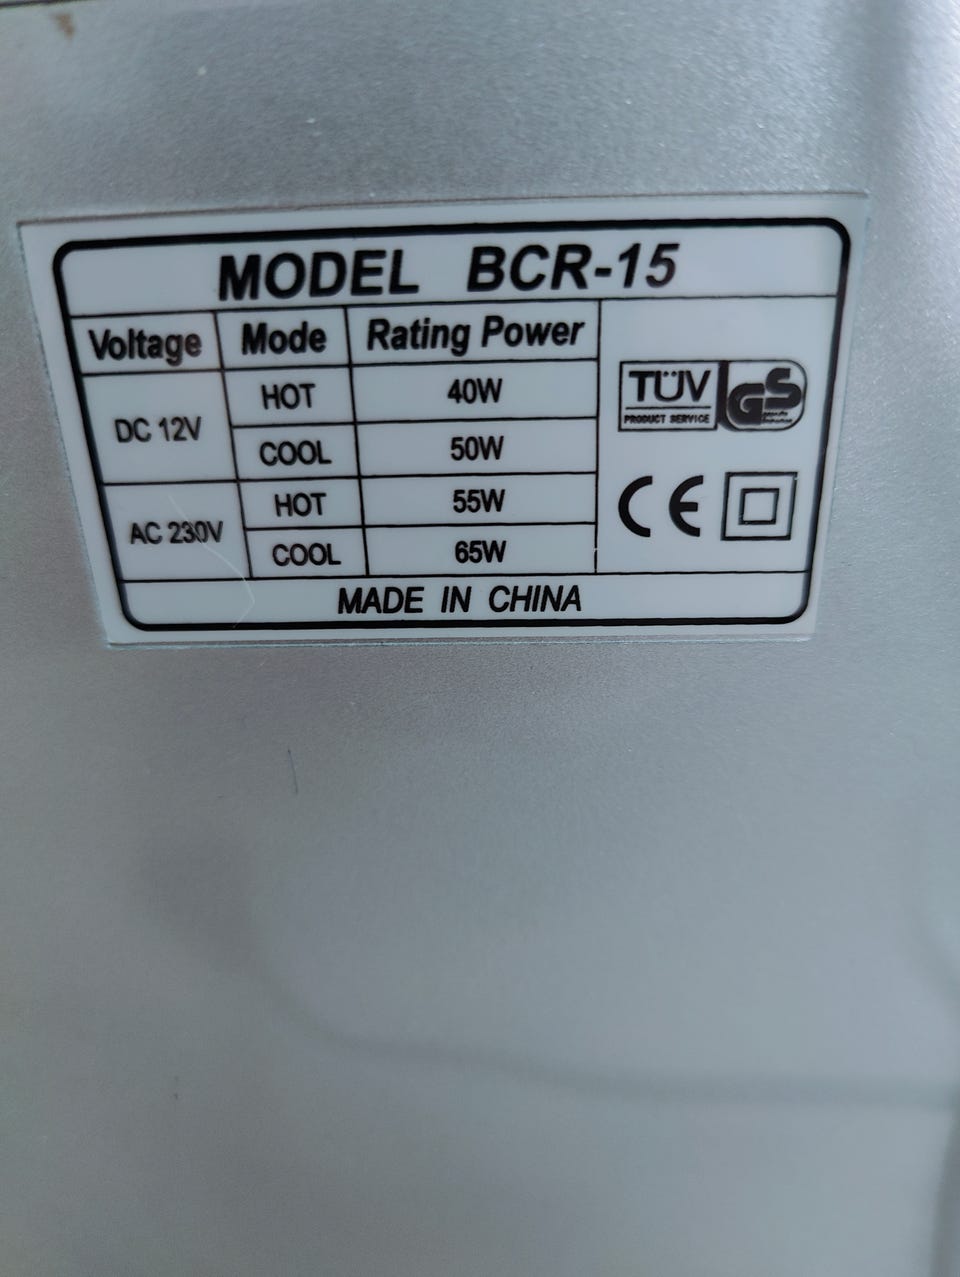 MODEL BCR-15
Voltage Mode Rating Power
DC 12V HOT 40W
COOL 50W
AC 230V HOT 55W
COOL 65W
TÜV
PRODUCT SERVICE
GS
CE
MADE IN CHINA